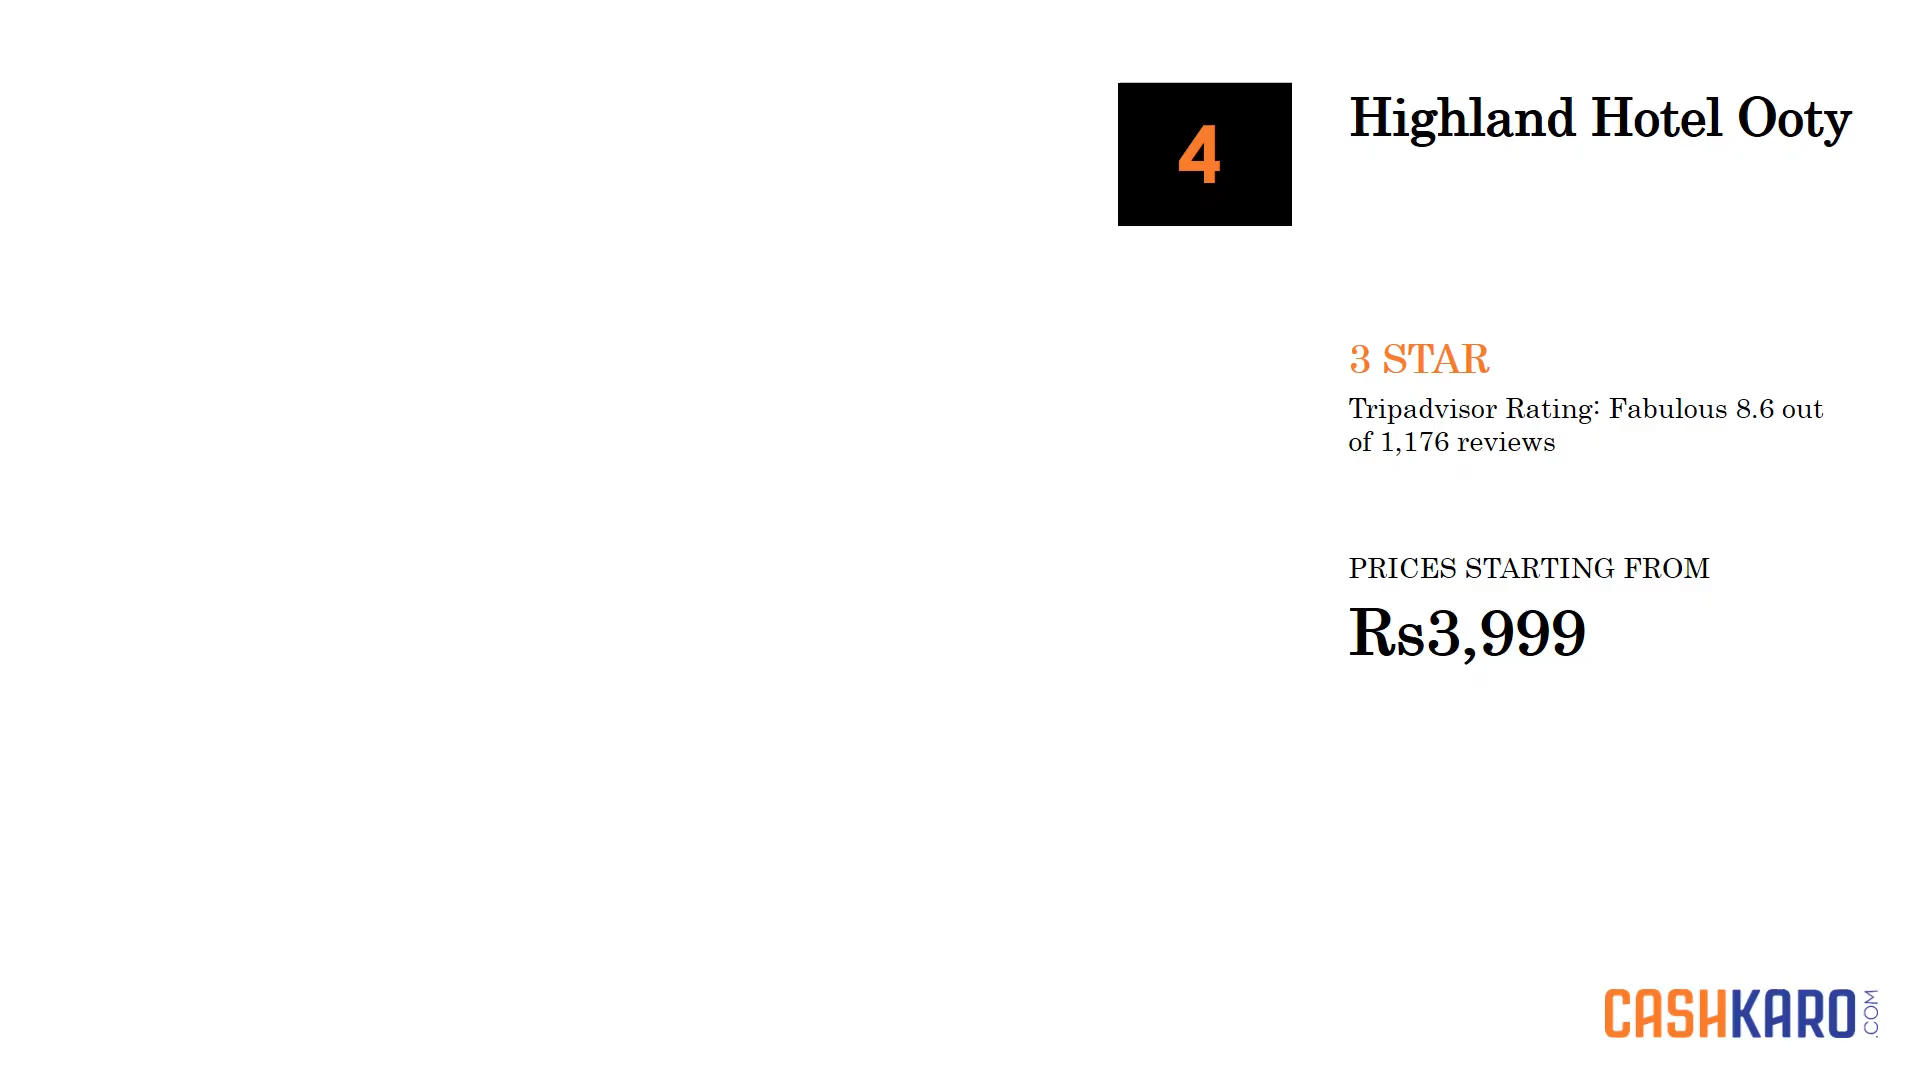 4
Highland Hotel Ooty
3 STAR
Tripadvisor Rating: Fabulous 8.6 out
of 1,176 reviews
PRICES STARTING FROM
Rs3,999
CASHKARO.COM